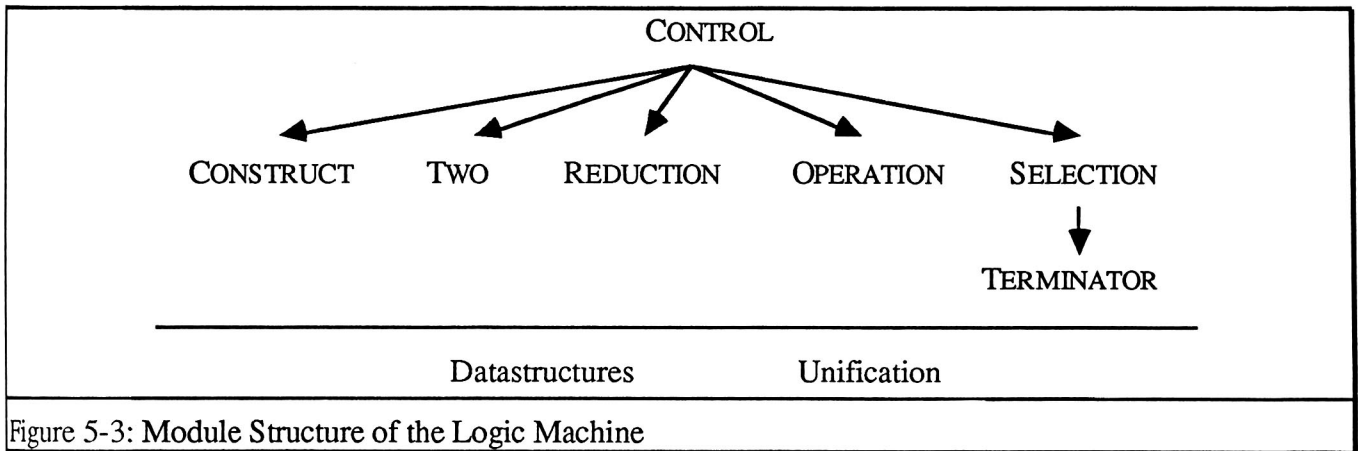 CONTROL
CONSTRUCT TWO REDUCTION OPERATION SELECTION
TERMINATOR
Datastructures Unification
Figure 5-3: Module Structure of the Logic Machine